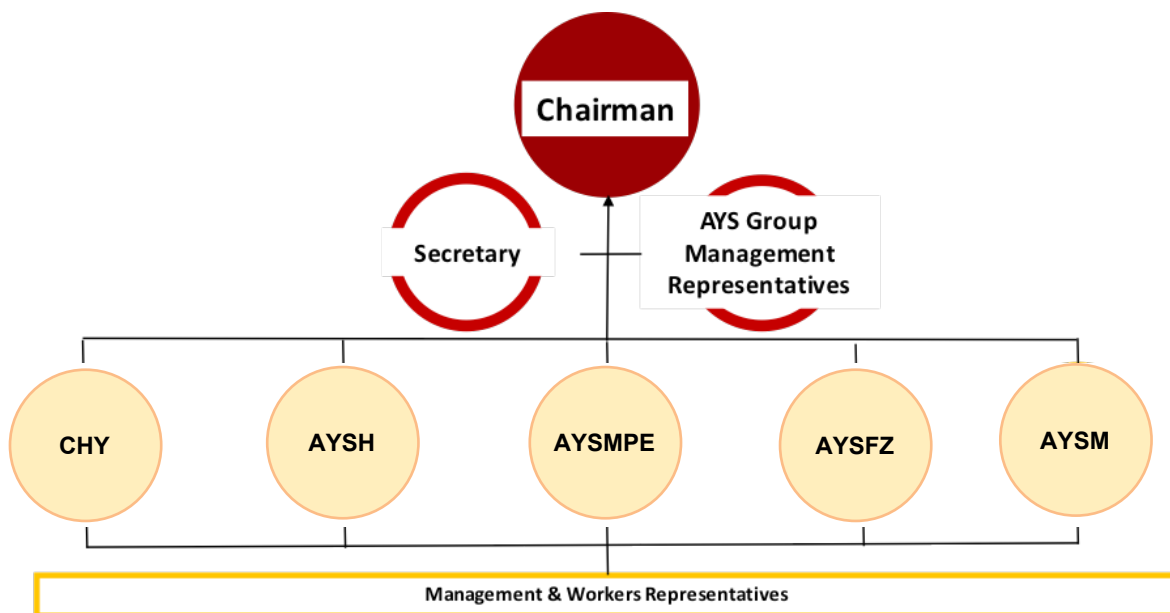 Chairman
Secretary
AYS Group
Management
Representatives
CHY
AYSH
AYSMPE
AYSFZ
AYSM
Management & Workers Representatives